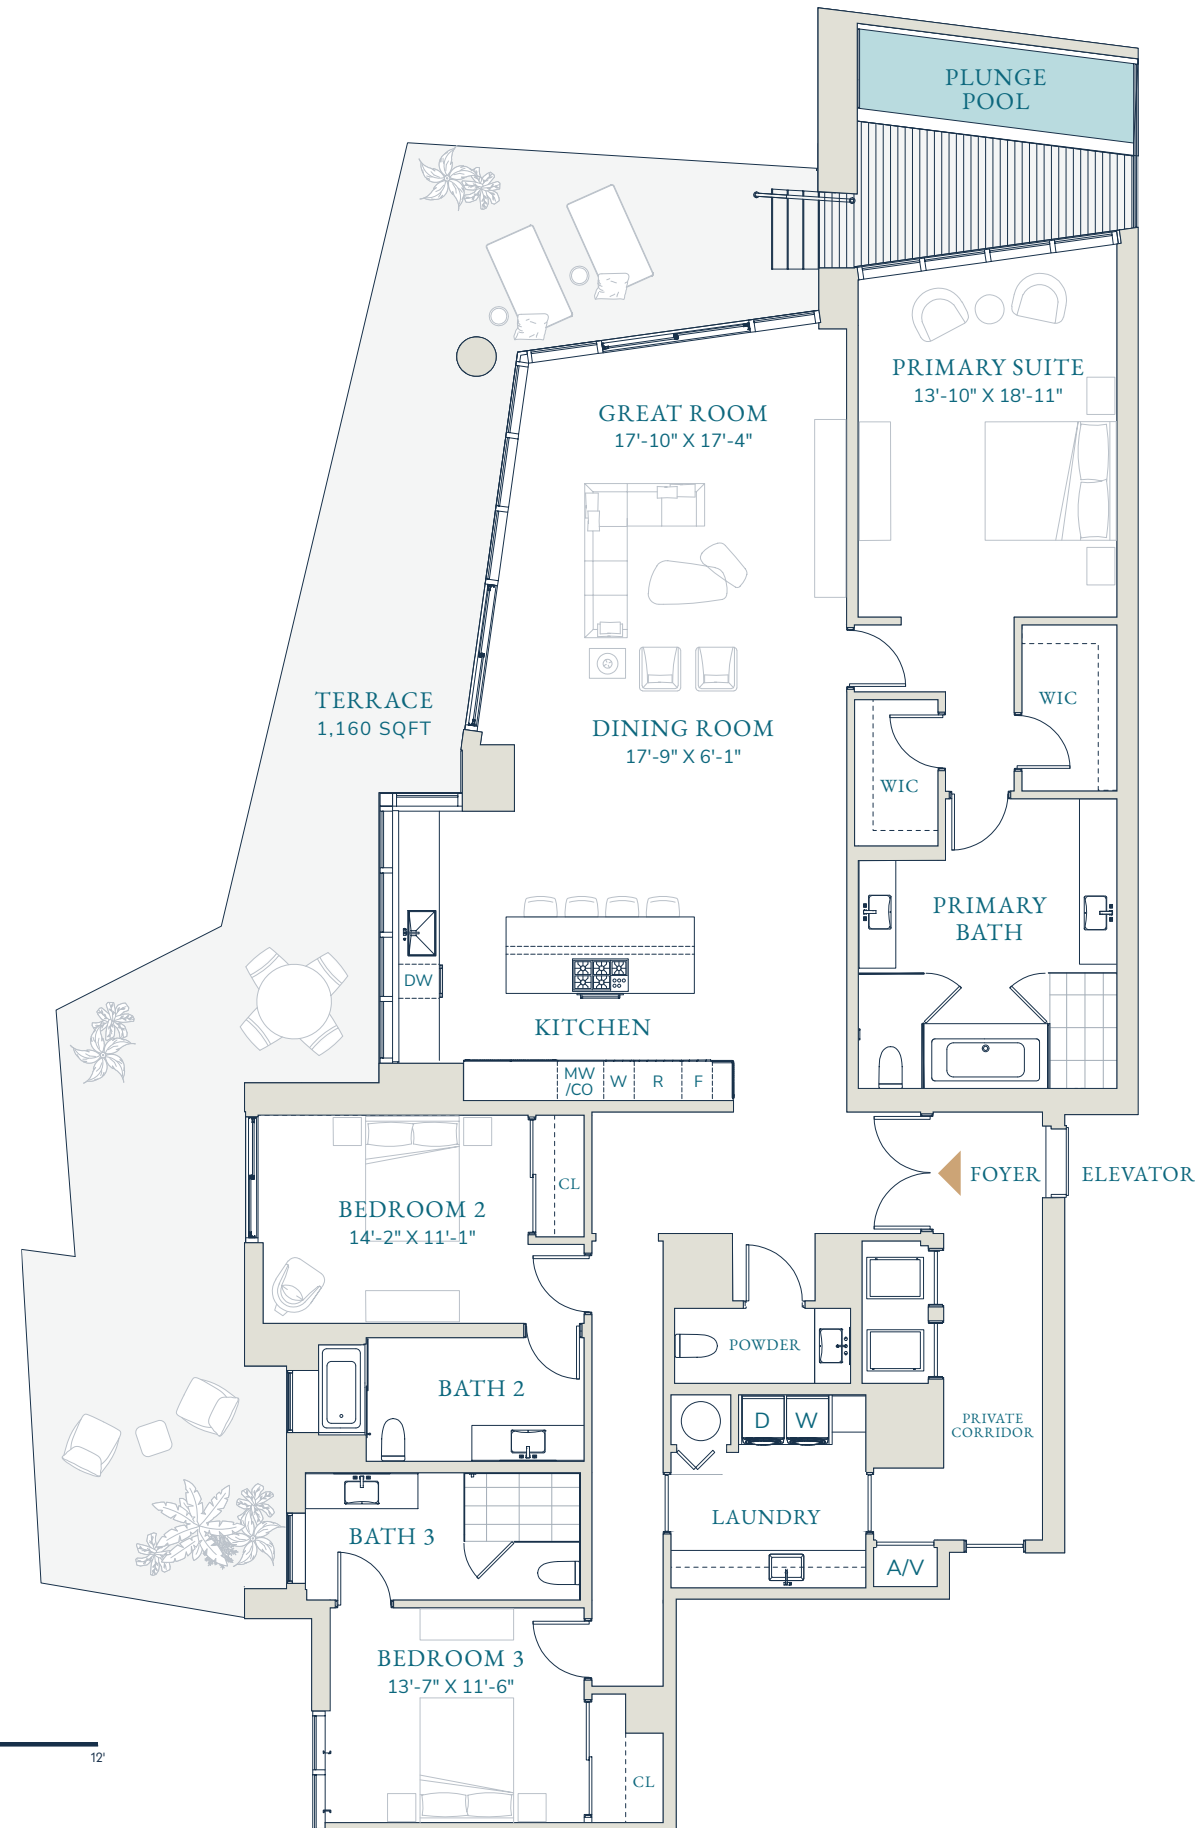 PLUNGE
POOL
PRIMARY SUITE
13'-10" X 18'-11"
GREAT ROOM
17'-10" X 17'-4"
TERRACE
1,160 SQFT
DINING ROOM
17'-9" X 6'-1"
WIC
WIC
PRIMARY
BATH
DW
KITCHEN
MW
/CO
W
R
F
FOYER
ELEVATOR
CL
BEDROOM 2
14'-2" X 11'-1"
POWDER
BATH 2
D
W
PRIVATE
CORRIDOR
LAUNDRY
BATH 3
A/V
BEDROOM 3
13'-7" X 11'-6"
CL
12'